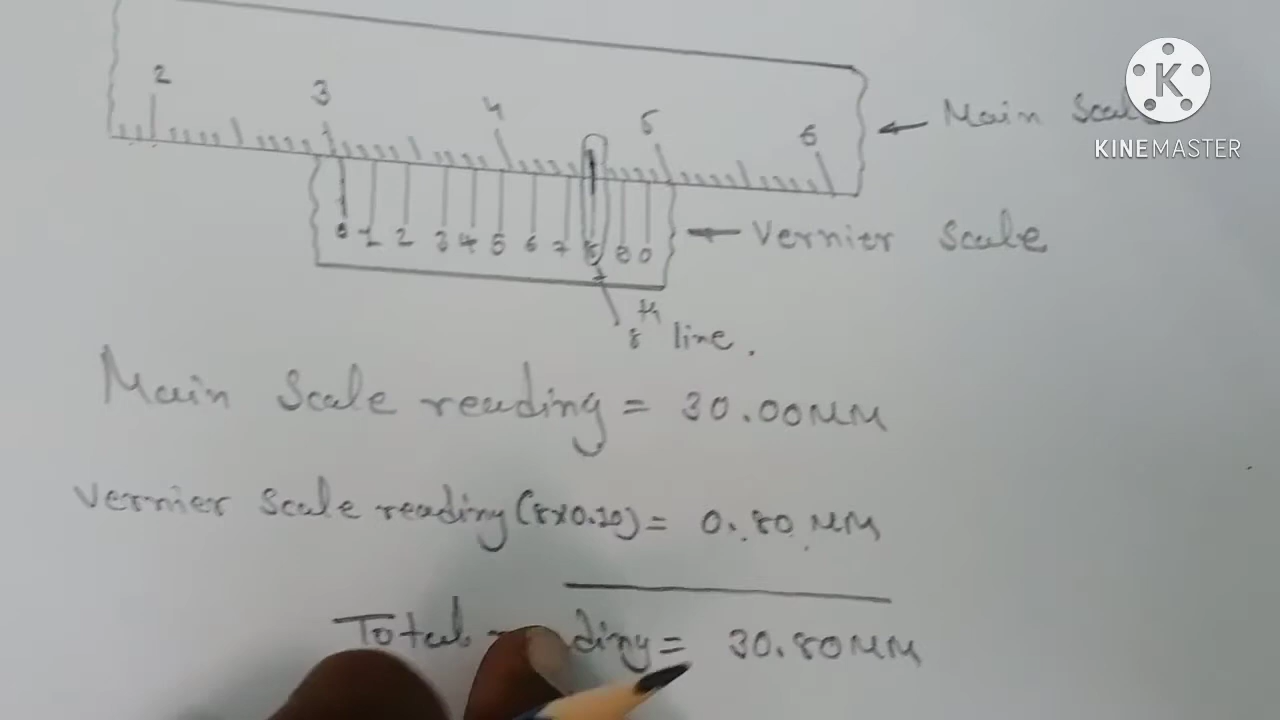 2 3 4 5 6
Main Scale
KINEMASTER
0 1 2 3 4 5 6 7 8 0
Vernier Scale
8th line.
Main Scale reading = 30.00MM
Vernier Scale reading (8x0.10) = 0.80 MM
Total diny = 30.80MM